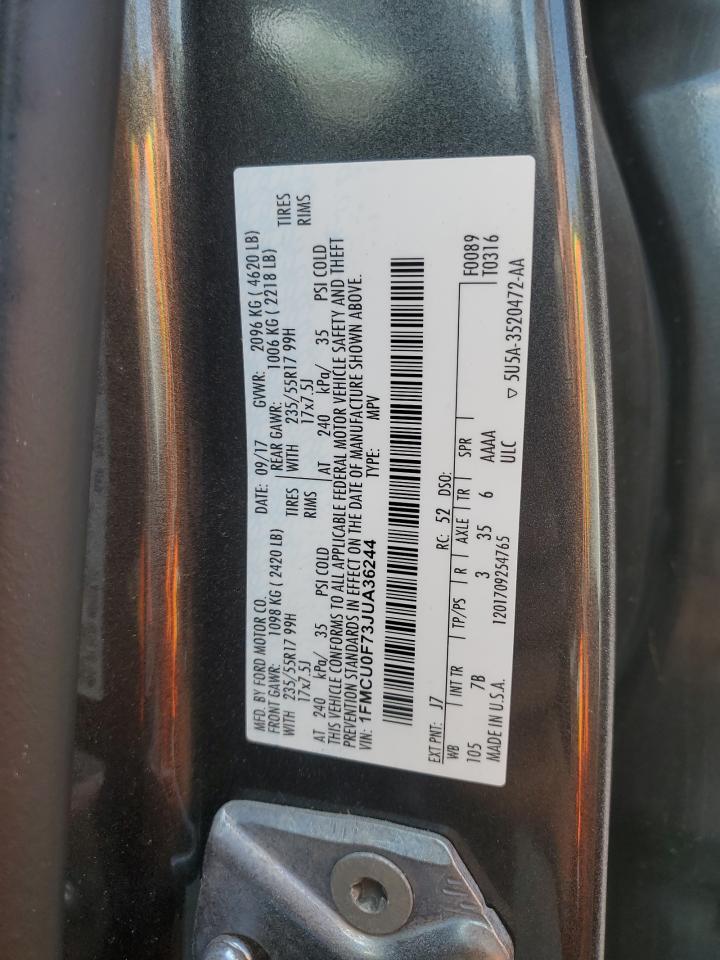 MFD. BY FORD MOTOR CO.
DATE: 09/17 GVWR: 2096 KG ( 4620 LB)
FRONT GAWR: 1098 KG ( 2420 LB) REAR GAWR: 1006 KG ( 2218 LB)
WITH 235/55R17 99H TIRES WITH 235/55R17 99H TIRES
17x7.5J RIMS 17x7.5J RIMS
AT 240 kPa/ 35 PSI COLD AT 240 kPa/ 35 PSI COLD
THIS VEHICLE CONFORMS TO ALL APPLICABLE FEDERAL MOTOR VEHICLE SAFETY AND THEFT
PREVENTION STANDARDS IN EFFECT ON THE DATE OF MANUFACTURE SHOWN ABOVE.
VIN: 1FMCU0F73JUA36244 TYPE: MPV
EXT PNT: J7 RC: 52 DSO:
WB INT TR TP/PS R AXLE TR SPR F0089
105 7B 3 35 6 AAAA T0316
MADE IN U.S.A. 1201709254765 ULC
▽ 5U5A-3520472-AA